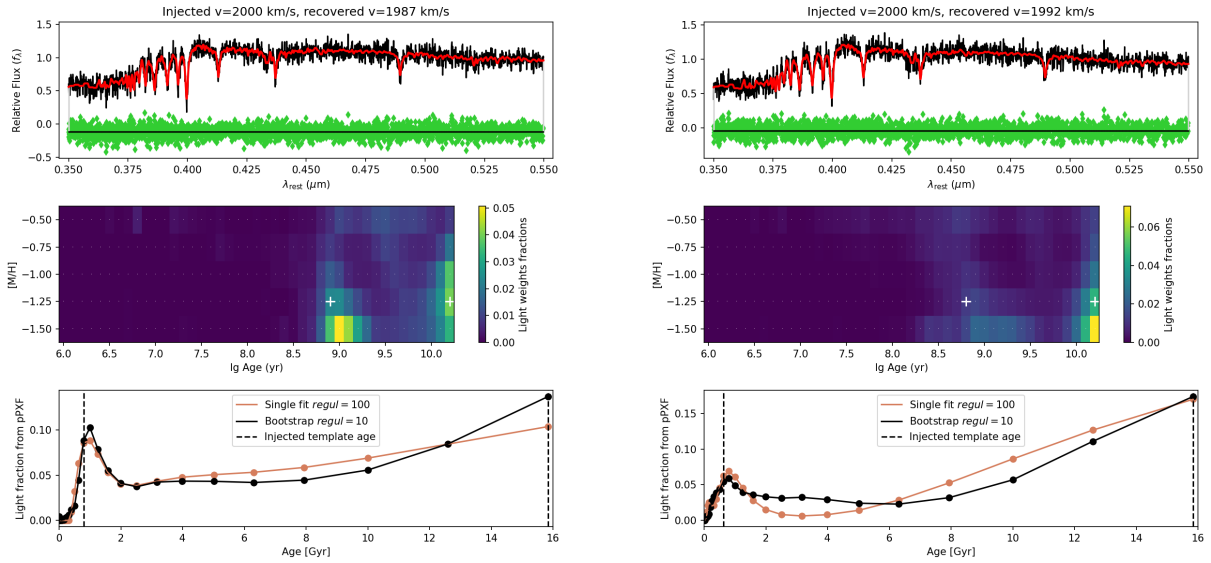 Injected v=2000 km/s, recovered v=1987 km/s
Relative Flux (fλ)
1.5
1.0
0.5
0.0
−0.5
0.350 0.375 0.400 0.425 0.450 0.475 0.500 0.525 0.550
λrest (μm)
[M/H]
−0.50
−0.75
−1.00
−1.25
−1.50
6.0 6.5 7.0 7.5 8.0 8.5 9.0 9.5 10.0
lg Age (yr)
0.05
0.04
0.03
0.02
0.01
0.00
Light weights fractions
Light fraction from pPXF
0.10
0.05
0.00
Single fit regul = 100
Bootstrap regul = 10
Injected template age
0 2 4 6 8 10 12 14 16
Age [Gyr]
Injected v=2000 km/s, recovered v=1992 km/s
Relative Flux (fλ)
1.5
1.0
0.5
0.0
0.350 0.375 0.400 0.425 0.450 0.475 0.500 0.525 0.550
λrest (μm)
[M/H]
−0.50
−0.75
−1.00
−1.25
−1.50
6.0 6.5 7.0 7.5 8.0 8.5 9.0 9.5 10.0
lg Age (yr)
0.06
0.04
0.02
0.00
Light weights fractions
Light fraction from pPXF
0.15
0.10
0.05
0.00
Single fit regul = 100
Bootstrap regul = 10
Injected template age
0 2 4 6 8 10 12 14 16
Age [Gyr]